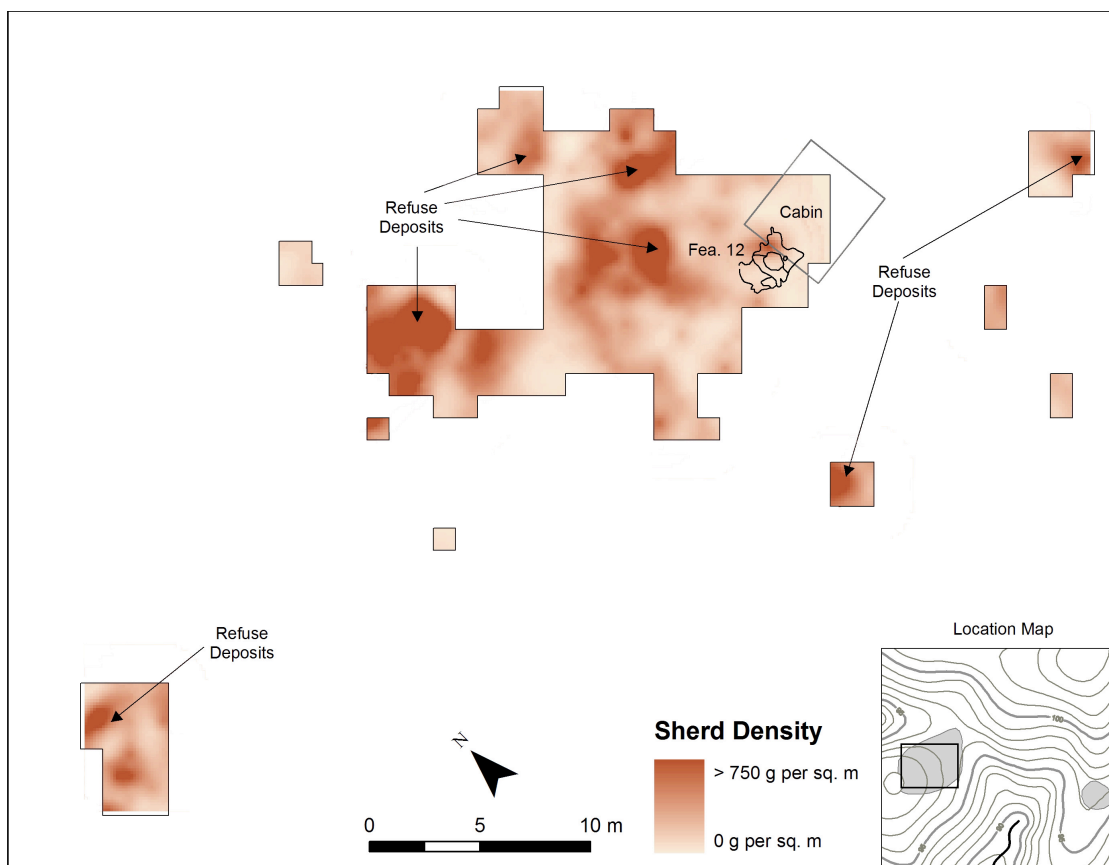 Cabin
Refuse
Deposits
Fea. 12
Refuse
Deposits
Refuse
Deposits
Location Map
100
N
Sherd Density
> 750 g per sq. m
0 g per sq. m
0 5 10 m